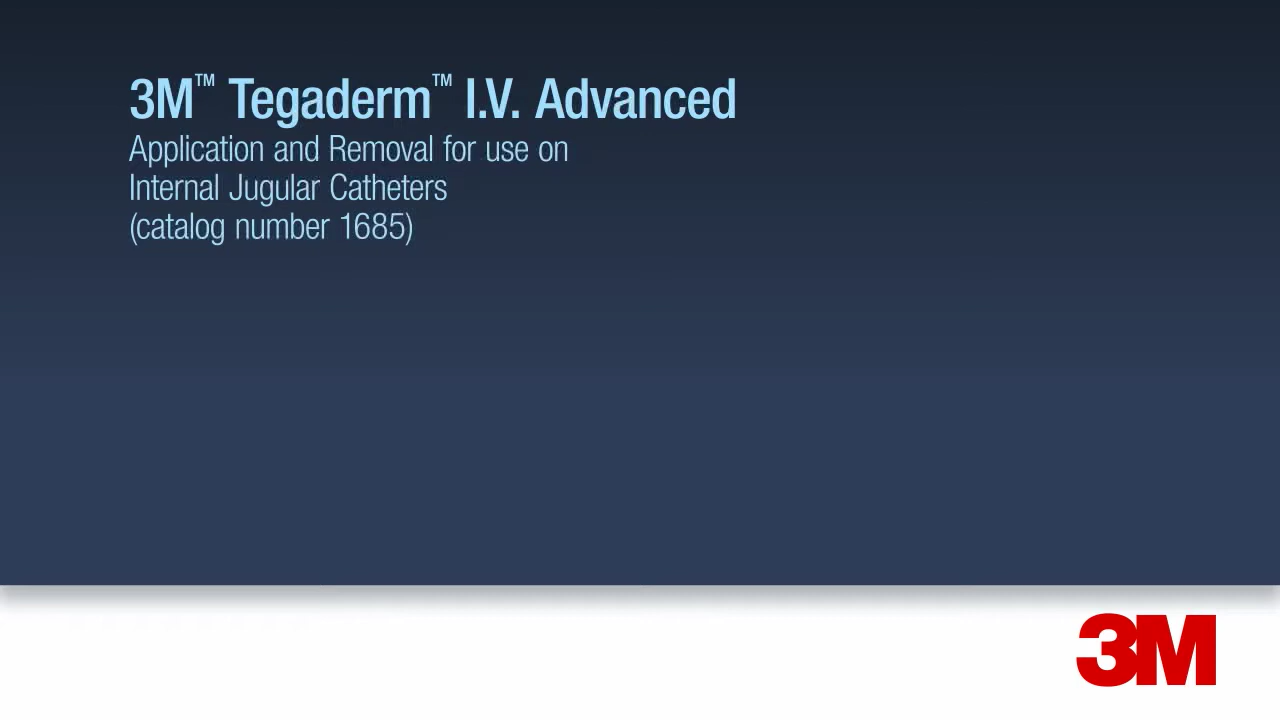 3M™ Tegaderm™ I.V. Advanced
Application and Removal for use on
Internal Jugular Catheters
(catalog number 1685)
3M